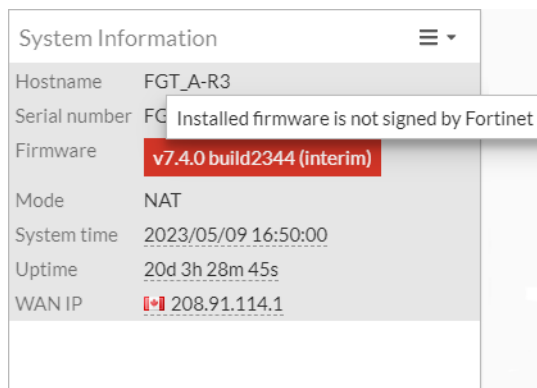 System Information
Hostname FGT_A-R3
Serial number FG
Installed firmware is not signed by Fortinet
Firmware v7.4.0 build2344 (interim)
Mode NAT
System time 2023/05/09 16:50:00
Uptime 20d 3h 28m 45s
WAN IP 208.91.114.1